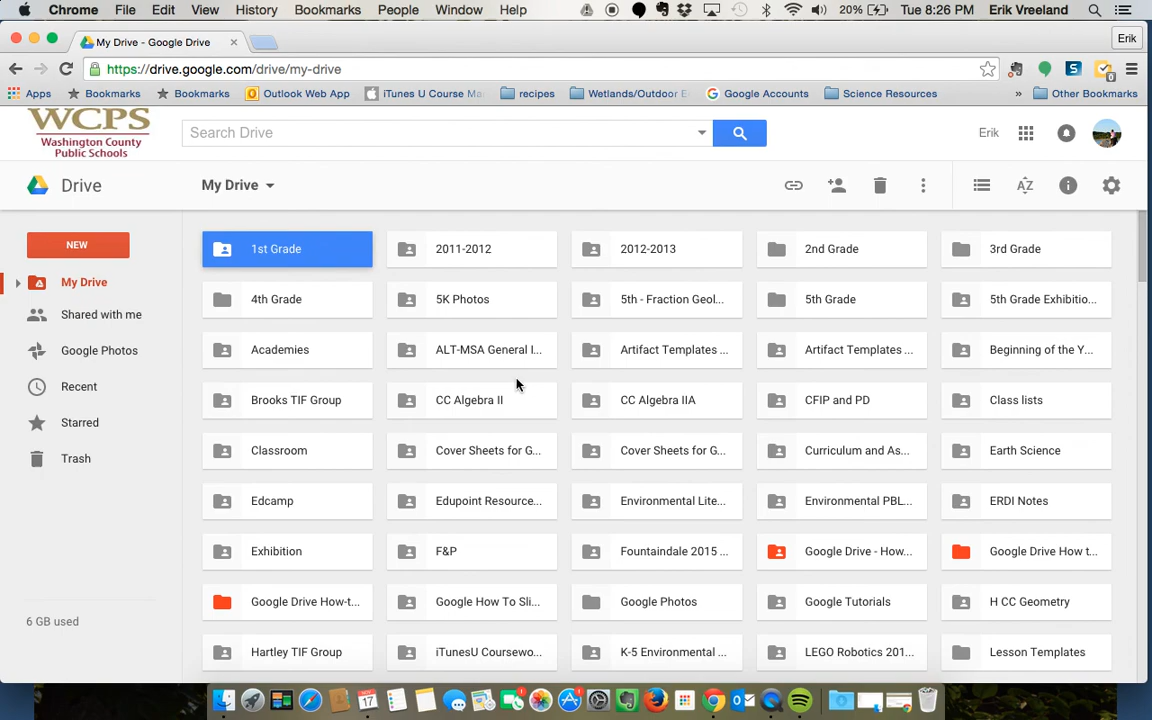 Chrome File Edit View History Bookmarks People Window Help 20% Tue 8:26 PM Erik Vreeland
My Drive - Google Drive Erik
https://drive.google.com/drive/my-drive
Apps Bookmarks Bookmarks Outlook Web App iTunes U Course Ma recipes Wetlands/Outdoor E Google Accounts Science Resources » Other Bookmarks
WCPS
Washington County
Public Schools
Search Drive
Erik
Drive
My Drive
NEW
My Drive
Shared with me
Google Photos
Recent
Starred
Trash
6 GB used
1st Grade 2011-2012 2012-2013 2nd Grade 3rd Grade
4th Grade 5K Photos 5th - Fraction Geol... 5th Grade 5th Grade Exhibitio...
Academies ALT-MSA General I... Artifact Templates ... Artifact Templates ... Beginning of the Y...
Brooks TIF Group CC Algebra II CC Algebra IIA CFIP and PD Class lists
Classroom Cover Sheets for G... Cover Sheets for G... Curriculum and As... Earth Science
Edcamp Edupoint Resource... Environmental Lite... Environmental PBL... ERDI Notes
Exhibition F&P Fountaindale 2015 ... Google Drive - How... Google Drive How t...
Google Drive How-t... Google How To Sli... Google Photos Google Tutorials H CC Geometry
Hartley TIF Group iTunesU Coursewo... K-5 Environmental ... LEGO Robotics 201... Lesson Templates